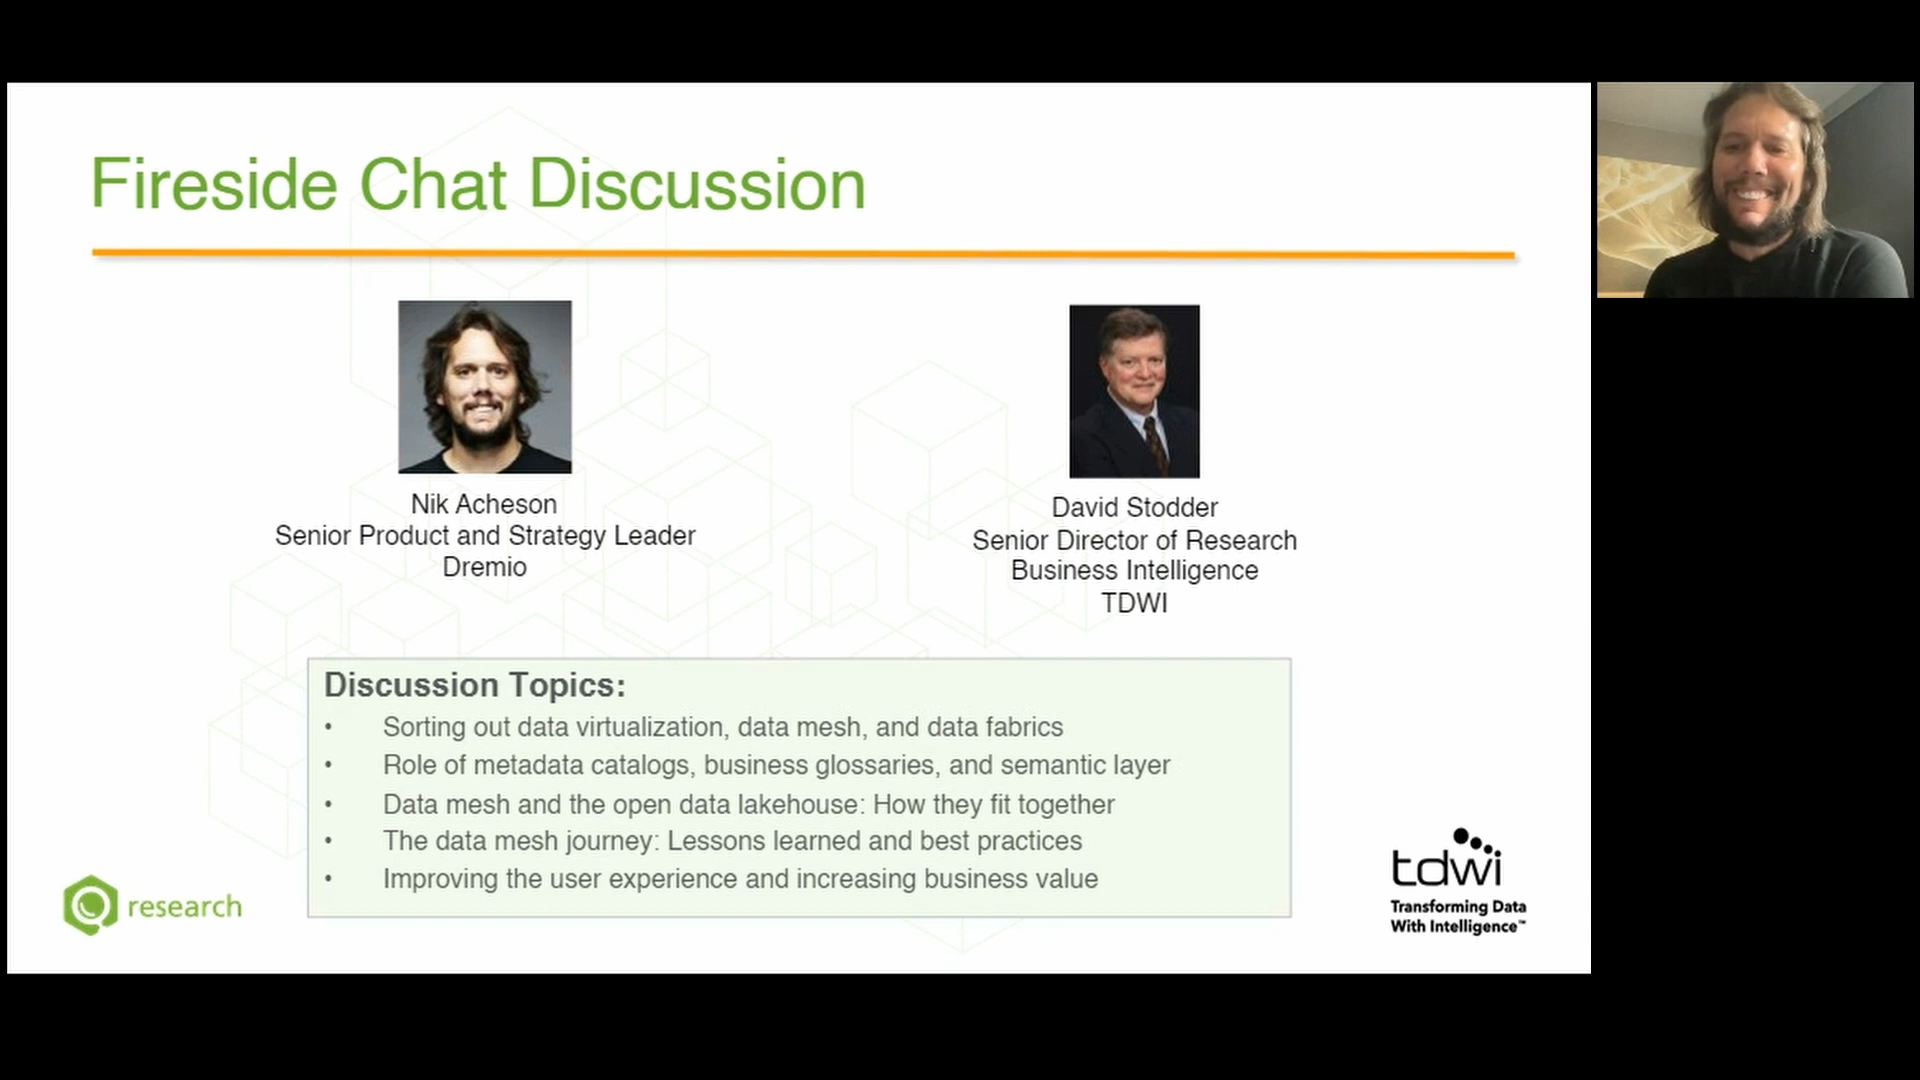 Fireside Chat Discussion
Nik Acheson
Senior Product and Strategy Leader
Dremio
David Stodder
Senior Director of Research
Business Intelligence
TDWI
Discussion Topics:
• Sorting out data virtualization, data mesh, and data fabrics
• Role of metadata catalogs, business glossaries, and semantic layer
• Data mesh and the open data lakehouse: How they fit together
• The data mesh journey: Lessons learned and best practices
• Improving the user experience and increasing business value
research
tdwi
Transforming Data
With Intelligence™